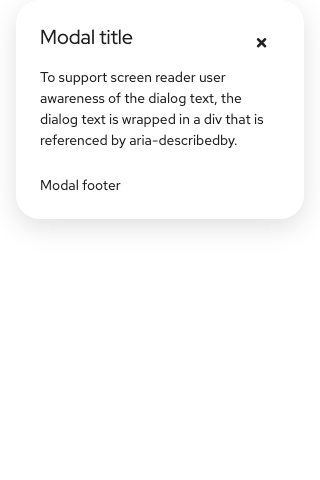 Modal title
To support screen reader user
awareness of the dialog text, the
dialog text is wrapped in a div that is
referenced by aria-describedby.
Modal footer